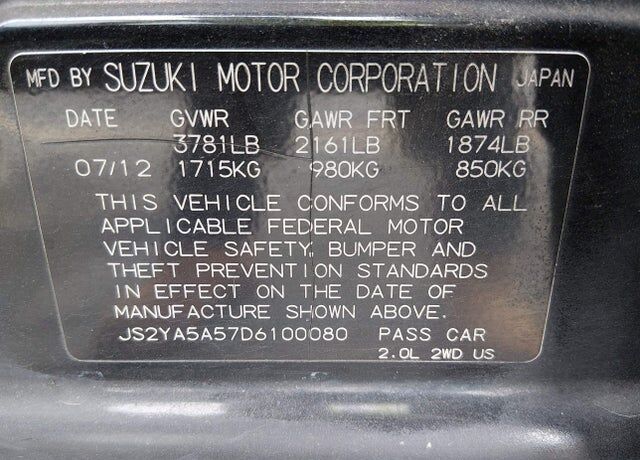 MFD BY SUZUKI MOTOR CORPORATION JAPAN
DATE GVWR GAWR FRT GAWR RR
3781LB 2161LB 1874LB
07/12 1715KG 980KG 850KG
THIS VEHICLE CONFORMS TO ALL
APPLICABLE FEDERAL MOTOR
VEHICLE SAFETY, BUMPER AND
THEFT PREVENTION STANDARDS
IN EFFECT ON THE DATE OF
MANUFACTURE SHOWN ABOVE.
JS2YA5A57D6100080 PASS CAR
2.0L 2WD US